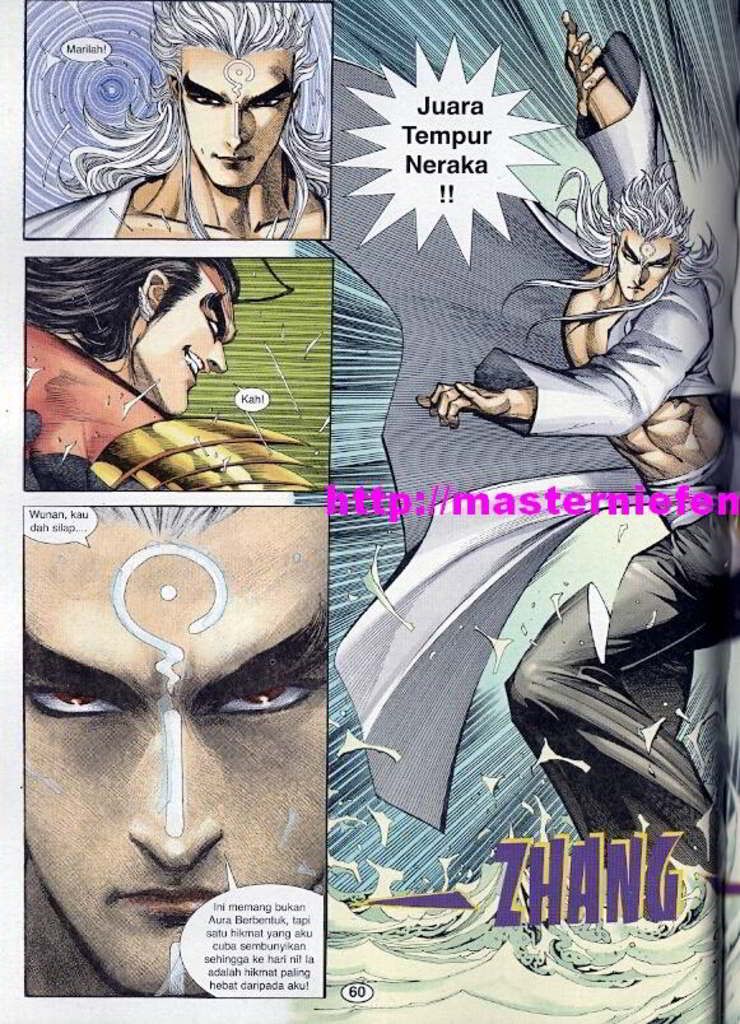 Marilah!
Juara
Tempur
Neraka
!!
Kah!
http://masterniefen
Wunan, kau
dah silap....
Ini memang bukan
Aura Berbentuk, tapi
satu hikmat yang aku
cuba sembunyikan
sehingga ke hari ni! Ia
adalah hikmat paling
hebat daripada aku!
ZHANG
60